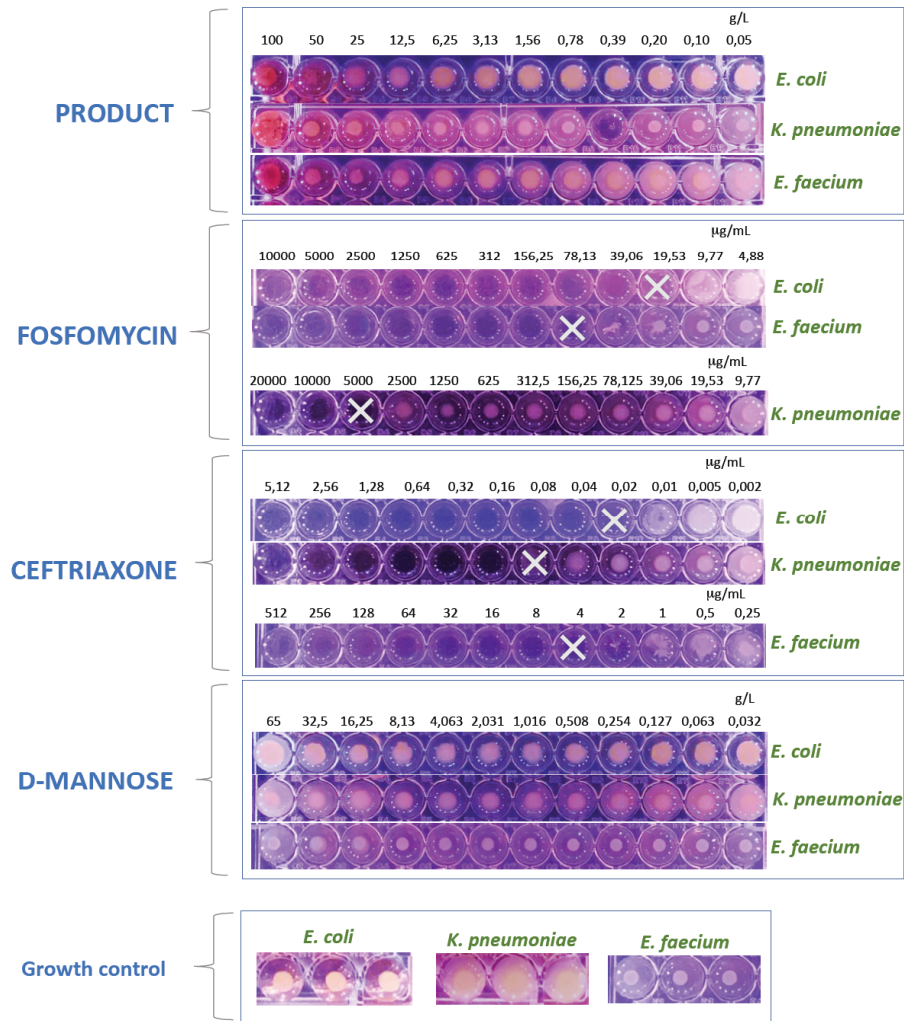 g/L
100 50 25 12,5 6,25 3,13 1,56 0,78 0,39 0,20 0,10 0,05
E. coli
PRODUCT
K. pneumoniae
E. faecium
µg/mL
10000 5000 2500 1250 625 312 156,25 78,13 39,06 19,53 9,77 4,88
E. coli
FOSFOMYCIN
E. faecium
µg/mL
20000 10000 5000 2500 1250 625 312,5 156,25 78,125 39,06 19,53 9,77
K. pneumoniae
µg/mL
5,12 2,56 1,28 0,64 0,32 0,16 0,08 0,04 0,02 0,01 0,005 0,002
E. coli
CEFTRIAXONE
K. pneumoniae
µg/mL
512 256 128 64 32 16 8 4 2 1 0,5 0,25
E. faecium
g/L
65 32,5 16,25 8,13 4,063 2,031 1,016 0,508 0,254 0,127 0,063 0,032
E. coli
D-MANNOSE
K. pneumoniae
E. faecium
E. coli K. pneumoniae E. faecium
Growth control